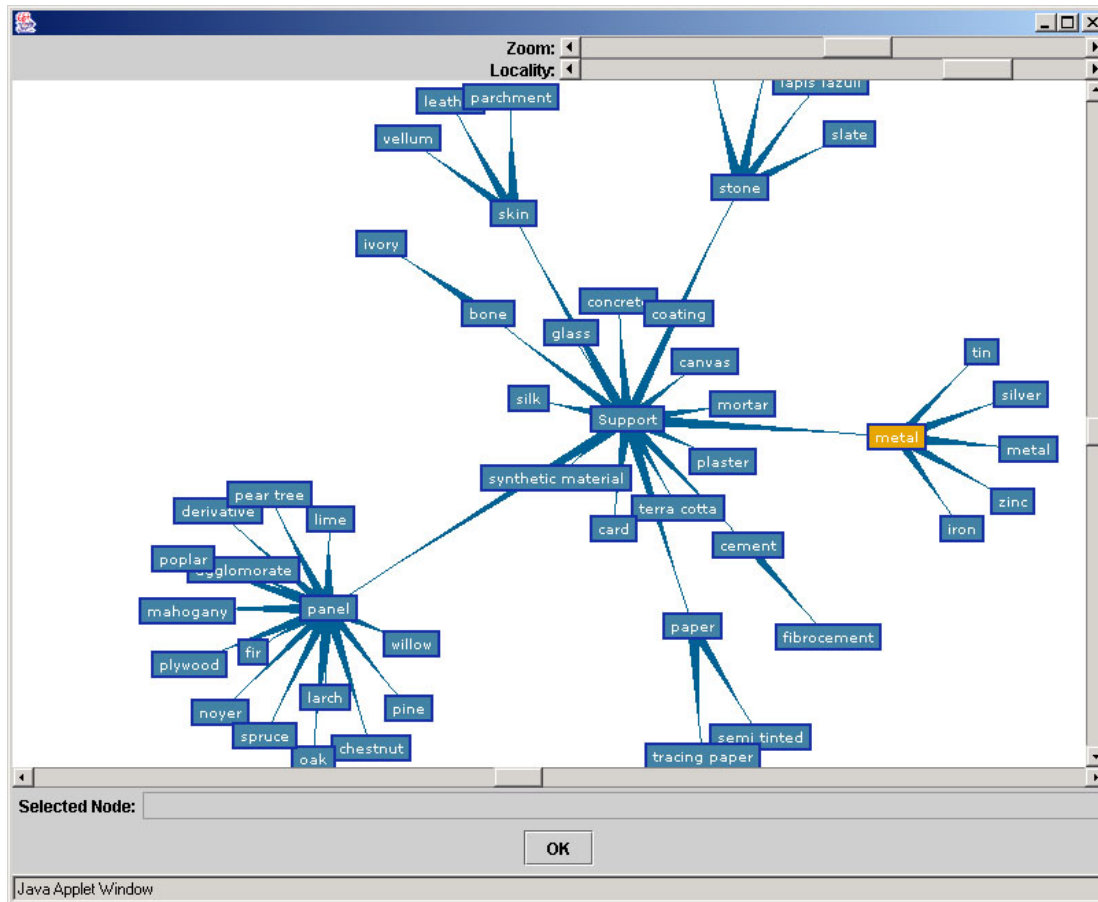 Zoom:
Locality:
parchment
vellum
slate
stone
skin
ivory
concrete
bone
coating
glass
tin
canvas
silver
silk
mortar
Support
metal
metal
plaster
synthetic material
pear tree
zinc
derivative
lime
terra cotta
card
iron
cement
poplar
agglomorate
mahogany
panel
paper
fibrocement
willow
fir
plywood
larch
noyer
pine
spruce
semi tinted
chestnut
oak
tracing paper
Selected Node:
OK
Java Applet Window